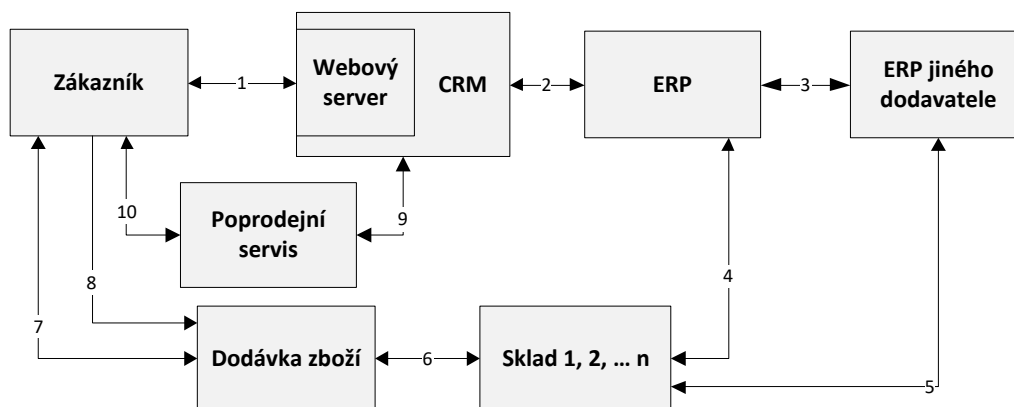 Zákazník
1
Webový
server
CRM
2
ERP
3
ERP jiného
dodavatele
10
Poprodejní
servis
9
4
8
7
Dodávka zboží
6
Sklad 1, 2, … n
5